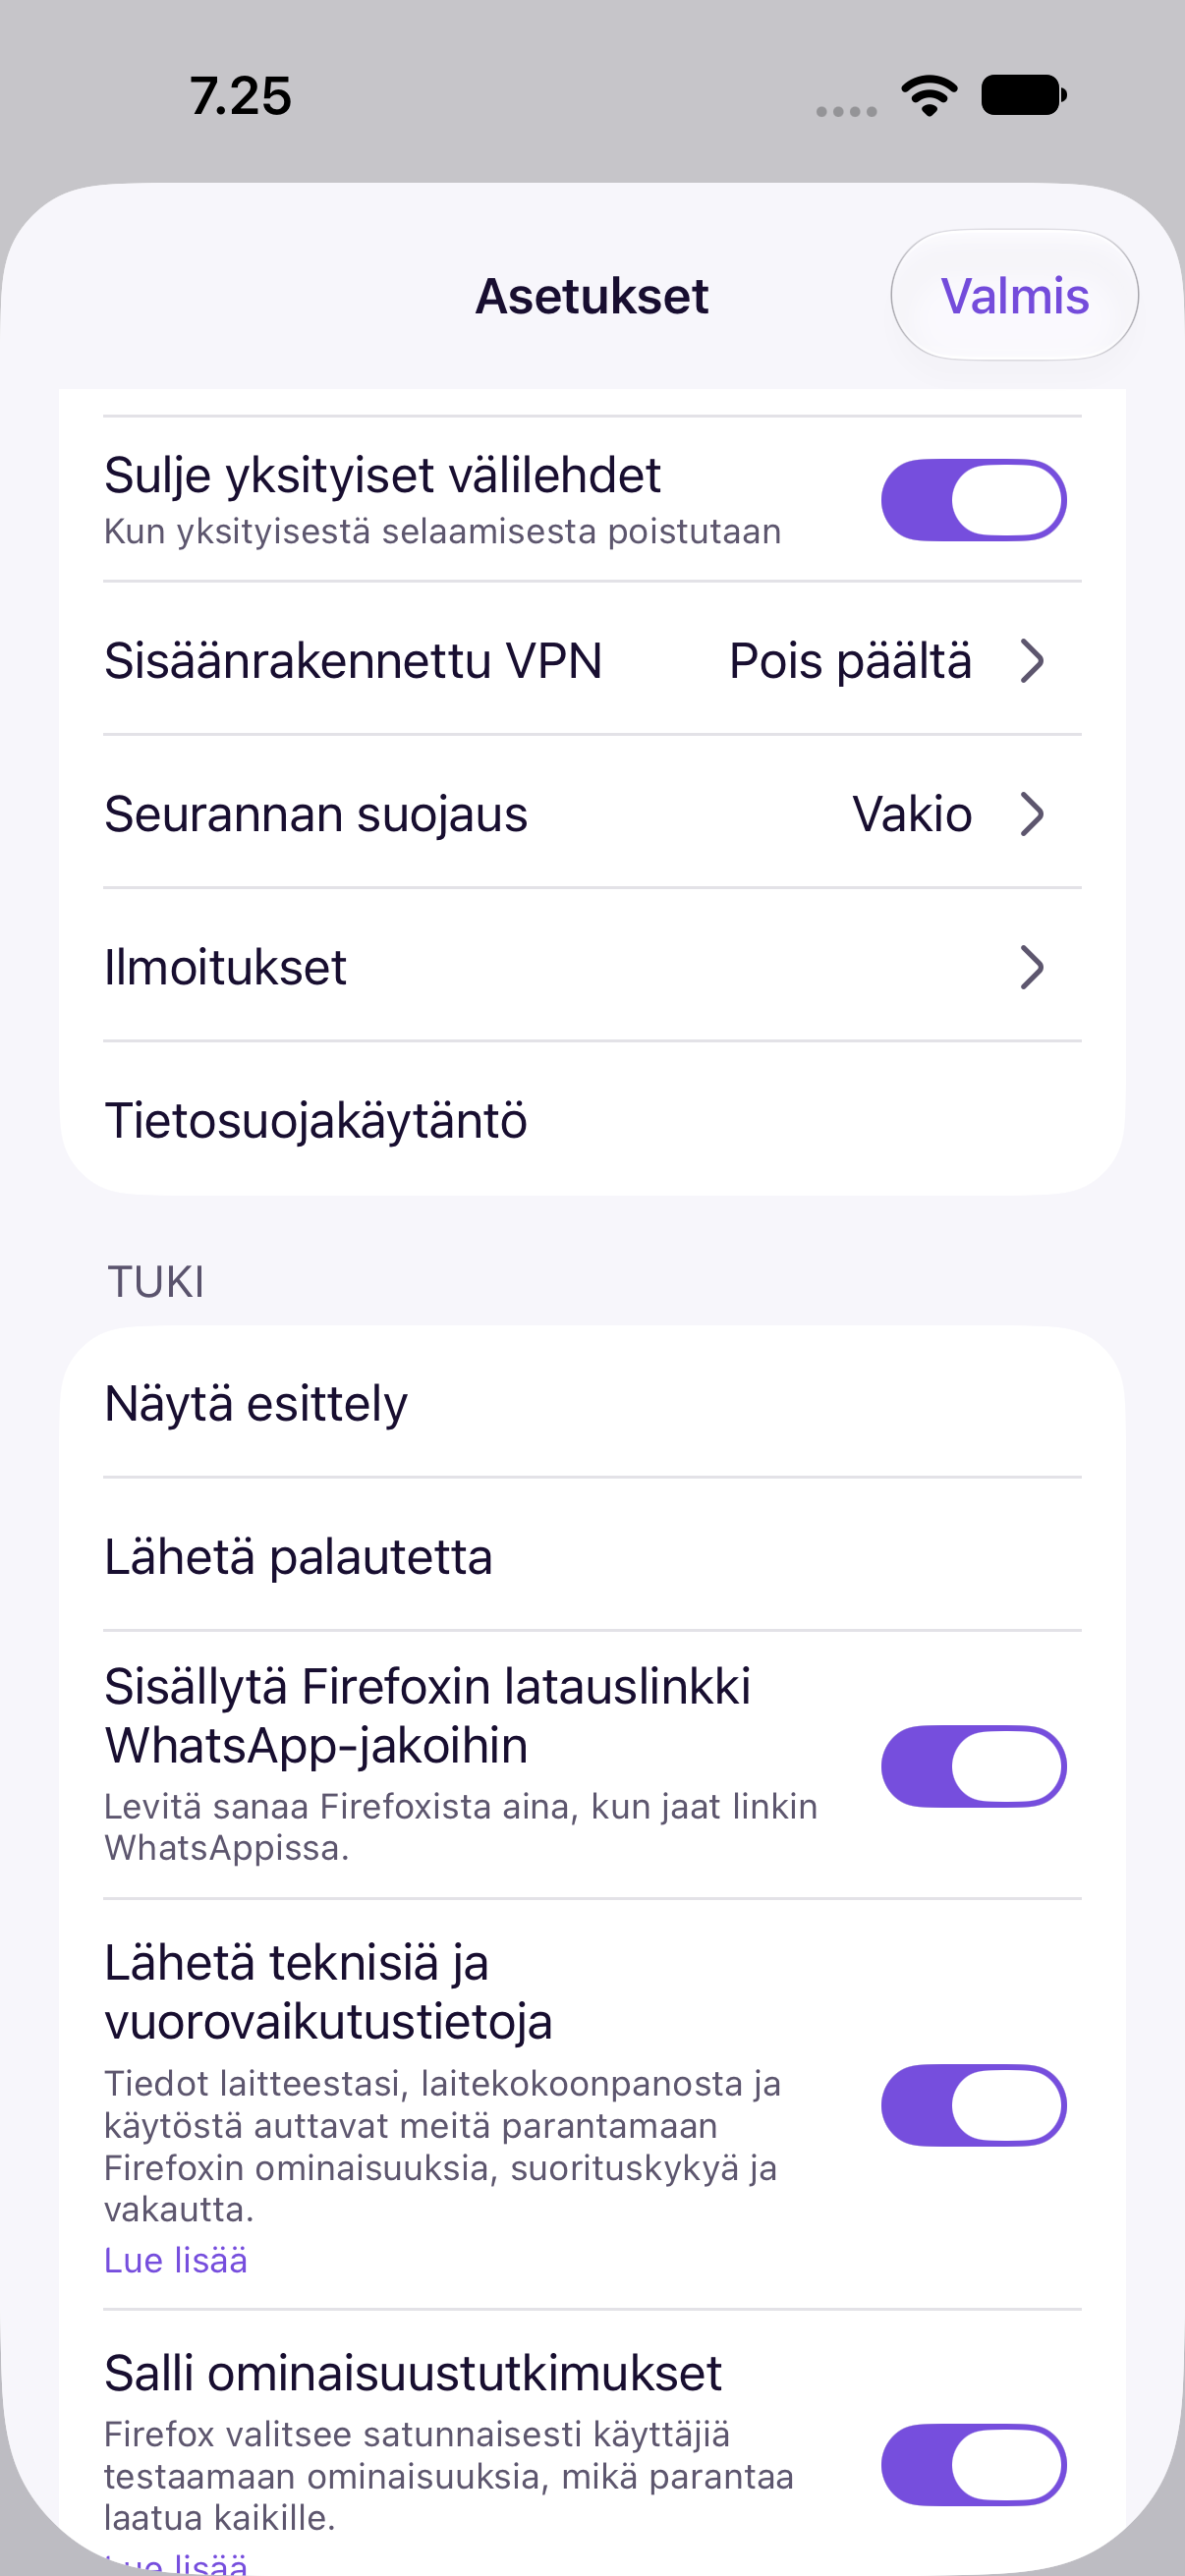 7.25
Asetukset
Valmis
Sulje yksityiset välilehdet
Kun yksityisestä selaamisesta poistutaan
Sisäänrakennettu VPN
Pois päältä
Seurannan suojaus
Vakio
Ilmoitukset
Tietosuojakäytäntö
TUKI
Näytä esittely
Lähetä palautetta
Sisällytä Firefoxin latauslinkki
WhatsApp-jakoihin
Levitä sanaa Firefoxista aina, kun jaat linkin
WhatsAppissa.
Lähetä teknisiä ja
vuorovaikutustietoja
Tiedot laitteestasi, laitekokoonpanosta ja
käytöstä auttavat meitä parantamaan
Firefoxin ominaisuuksia, suorituskykyä ja
vakautta.
Lue lisää
Salli ominaisuustutkimukset
Firefox valitsee satunnaisesti käyttäjiä
testaamaan ominaisuuksia, mikä parantaa
laatua kaikille.
Lue lisää